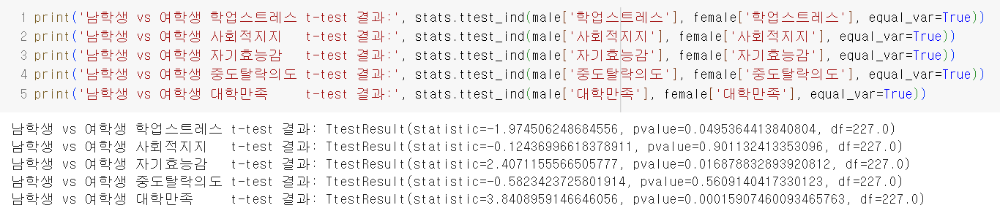 1 print('남학생 vs 여학생 학업스트레스 t-test 결과:', stats.ttest_ind(male['학업스트레스'], female['학업스트레스'], equal_var=True))
2 print('남학생 vs 여학생 사회적지지   t-test 결과:', stats.ttest_ind(male['사회적지지'], female['사회적지지'], equal_var=True))
3 print('남학생 vs 여학생 자기효능감   t-test 결과:', stats.ttest_ind(male['자기효능감'], female['자기효능감'], equal_var=True))
4 print('남학생 vs 여학생 중도탈락의도 t-test 결과:', stats.ttest_ind(male['중도탈락의도'], female['중도탈락의도'], equal_var=True))
5 print('남학생 vs 여학생 대학만족     t-test 결과:', stats.ttest_ind(male['대학만족'], female['대학만족'], equal_var=True))
남학생 vs 여학생 학업스트레스 t-test 결과: TtestResult(statistic=-1.974506248684556, pvalue=0.0495364413840804, df=227.0)
남학생 vs 여학생 사회적지지   t-test 결과: TtestResult(statistic=-0.12436996618378911, pvalue=0.901132413353096, df=227.0)
남학생 vs 여학생 자기효능감   t-test 결과: TtestResult(statistic=2.4071155566505777, pvalue=0.016878832893920812, df=227.0)
남학생 vs 여학생 중도탈락의도 t-test 결과: TtestResult(statistic=-0.5823423725801914, pvalue=0.5609140417330123, df=227.0)
남학생 vs 여학생 대학만족     t-test 결과: TtestResult(statistic=3.8408959146646056, pvalue=0.00015907460093465763, df=227.0)